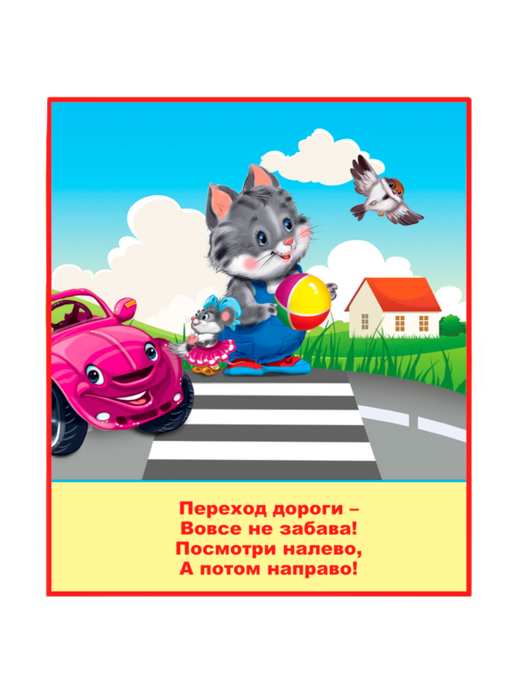 Переход дороги –
Вовсе не забава!
Посмотри налево,
А потом направо!